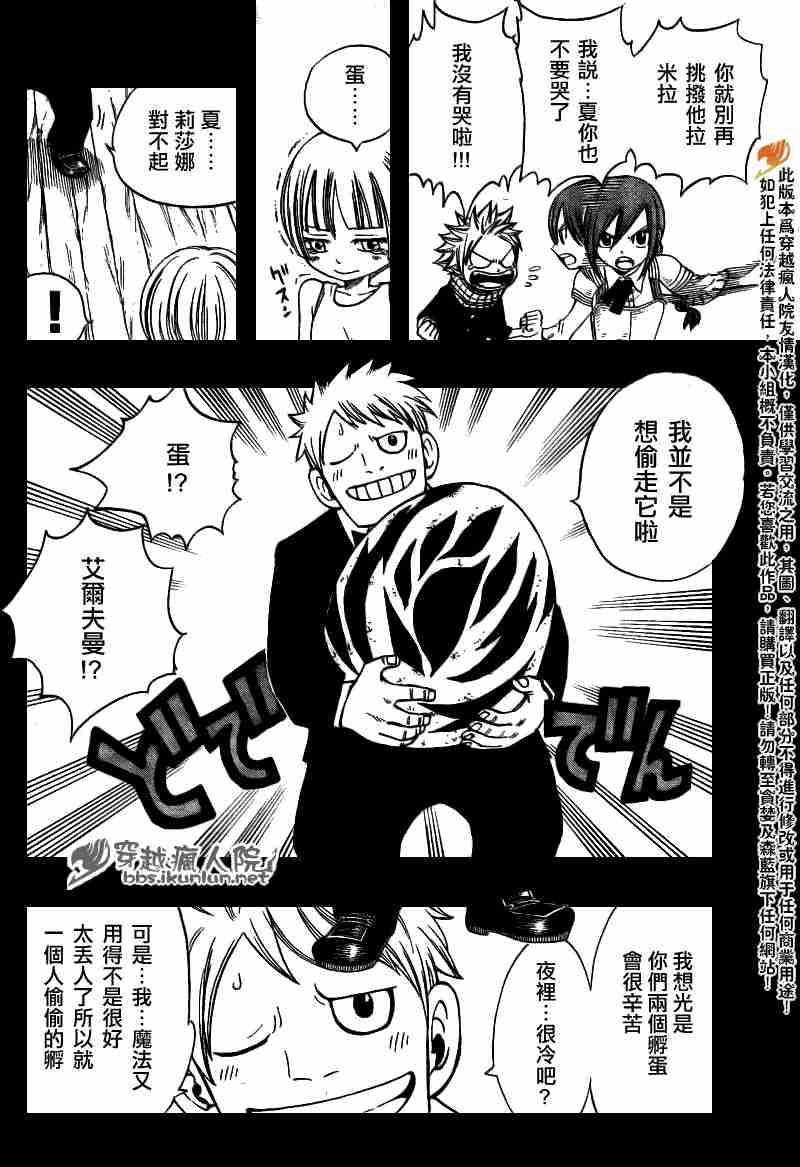 你就別再
挑撥他拉
米拉
我說…夏你也
不要哭了
我沒有哭啦!!!
蛋……
グスン
夏……
莉莎娜
對不起
!
我並不是
想偷走它啦
蛋!?
艾爾夫曼!?
どでででん
我想光是
你們兩個孵蛋
會很辛苦
夜裡…很冷吧?
可是…我…魔法又
用得不是很好
太丟人了所以就
一個人偷偷的孵
穿越瘋人院
bbs.ikunlun.net
此版本爲穿越瘋人院友情漢化,僅供學習交流之用,其圖、翻譯以及任何部分不得進行修改或用于任何商業用途!
如犯上任何法律責任,本小組概不負責。若您喜歡此作品,請購買正版!請勿轉至貪婪及森藍旗下任何網站!